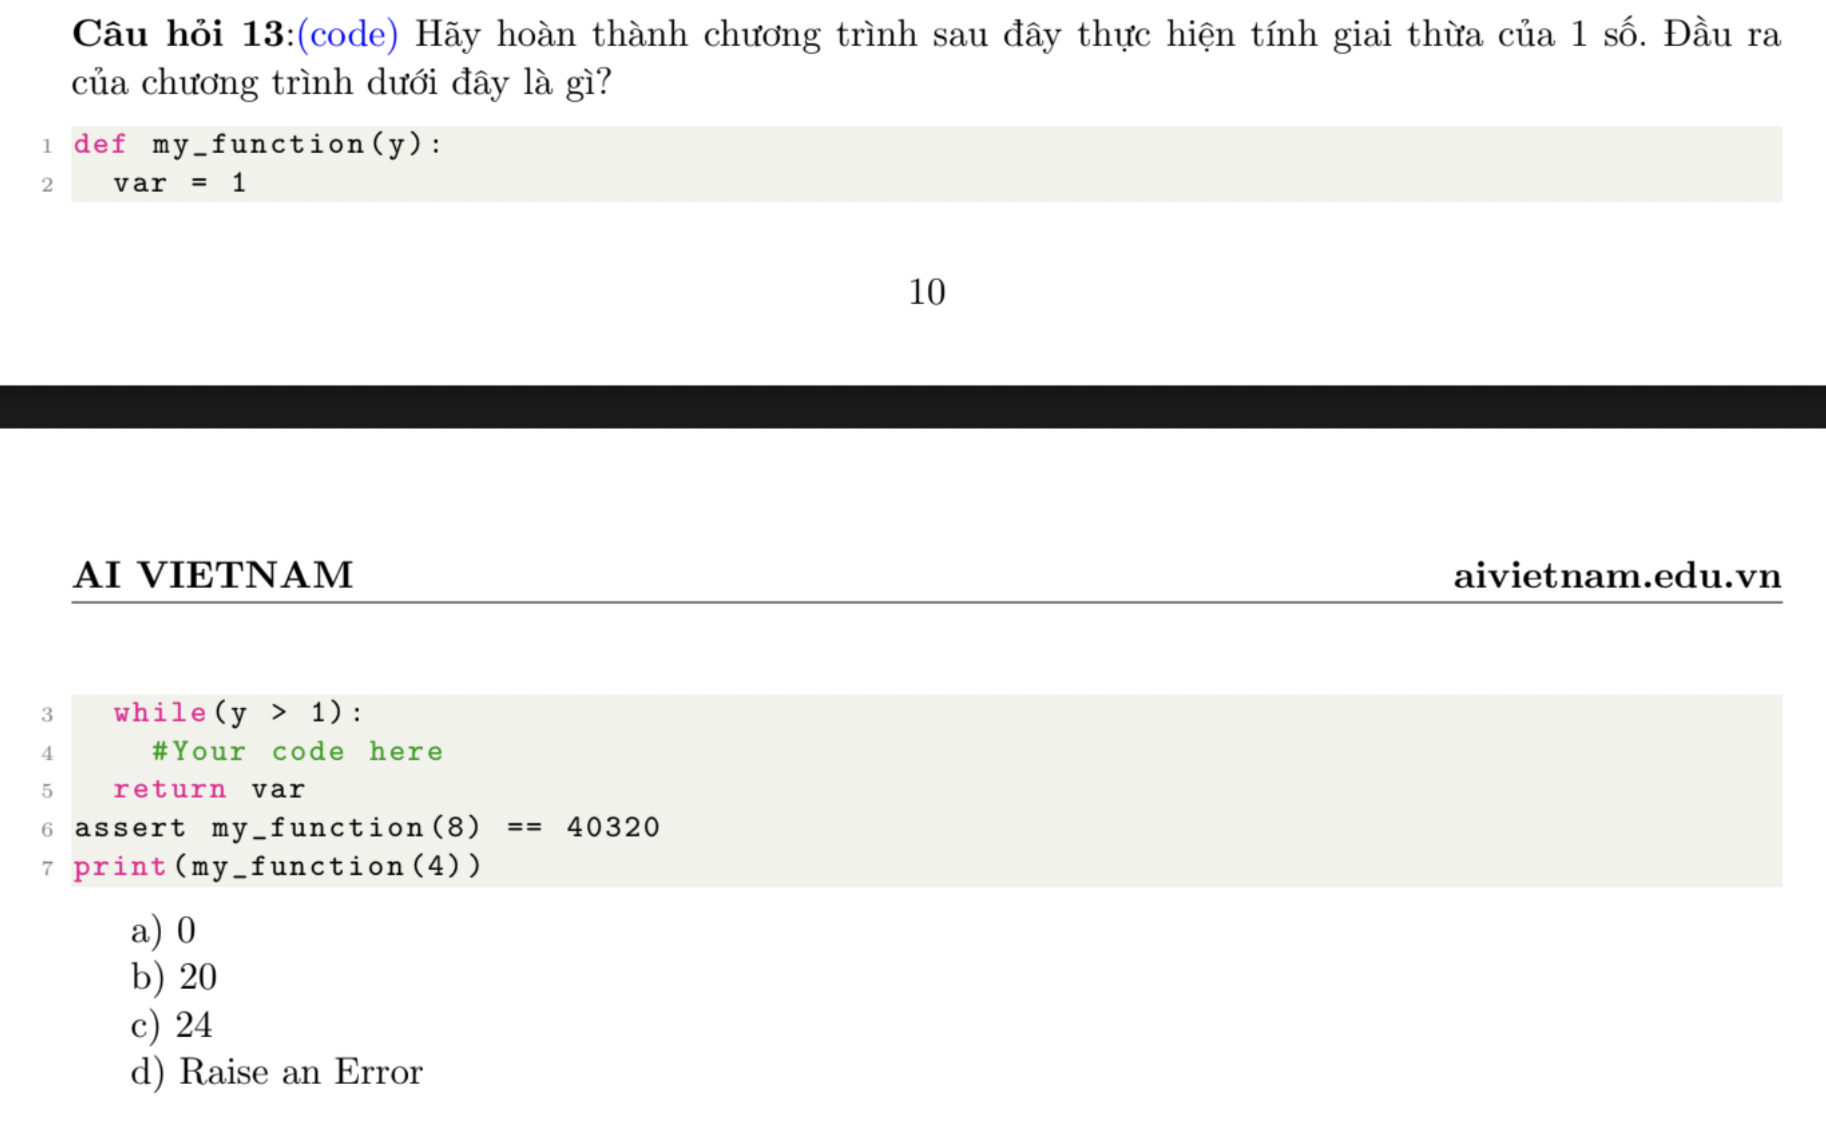 Câu hỏi 13:(code) Hãy hoàn thành chương trình sau đây thực hiện tính giai thừa của 1 số. Đầu ra
của chương trình dưới đây là gì?
1 def my_function(y):
2   var = 1
10
AI VIETNAM aivietnam.edu.vn
3   while(y > 1):
4     #Your code here
5   return var
6 assert my_function(8) == 40320
7 print(my_function(4))
a) 0
b) 20
c) 24
d) Raise an Error